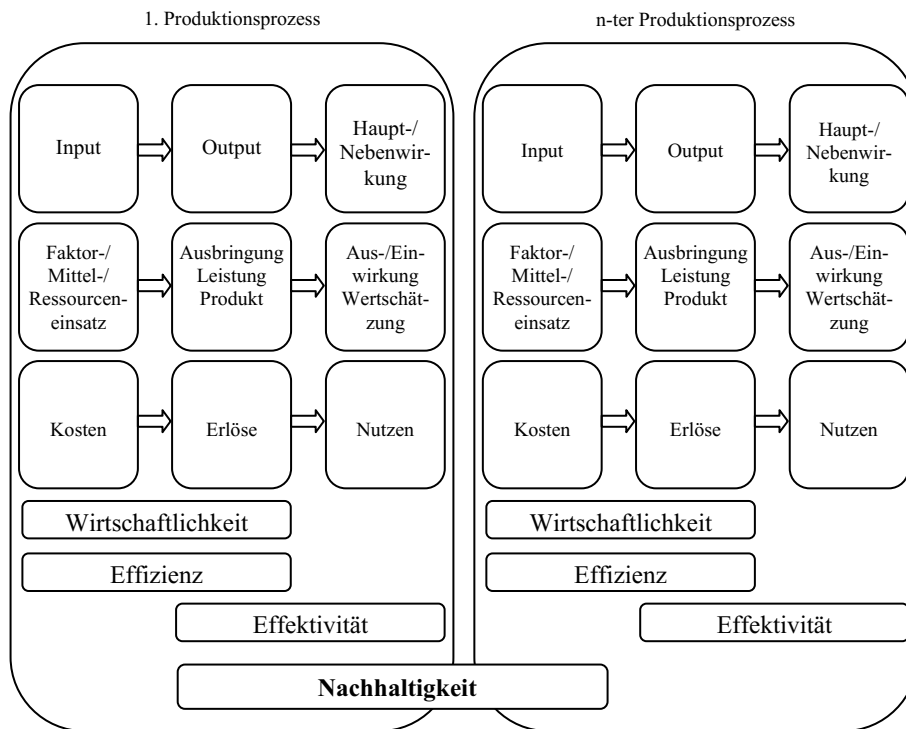 1. Produktionsprozess
Input
Output
Haupt-/
Nebenwir-
kung
Faktor-/
Mittel-/
Ressourcen-
einsatz
Ausbringung
Leistung
Produkt
Aus-/Ein-
wirkung
Wertschät-
zung
Kosten
Erlöse
Nutzen
Wirtschaftlichkeit
Effizienz
Effektivität
n-ter Produktionsprozess
Input
Output
Haupt-/
Nebenwir-
kung
Faktor-/
Mittel-/
Ressourcen-
einsatz
Ausbringung
Leistung
Produkt
Aus-/Ein-
wirkung
Wertschät-
zung
Kosten
Erlöse
Nutzen
Wirtschaftlichkeit
Effizienz
Effektivität
Nachhaltigkeit